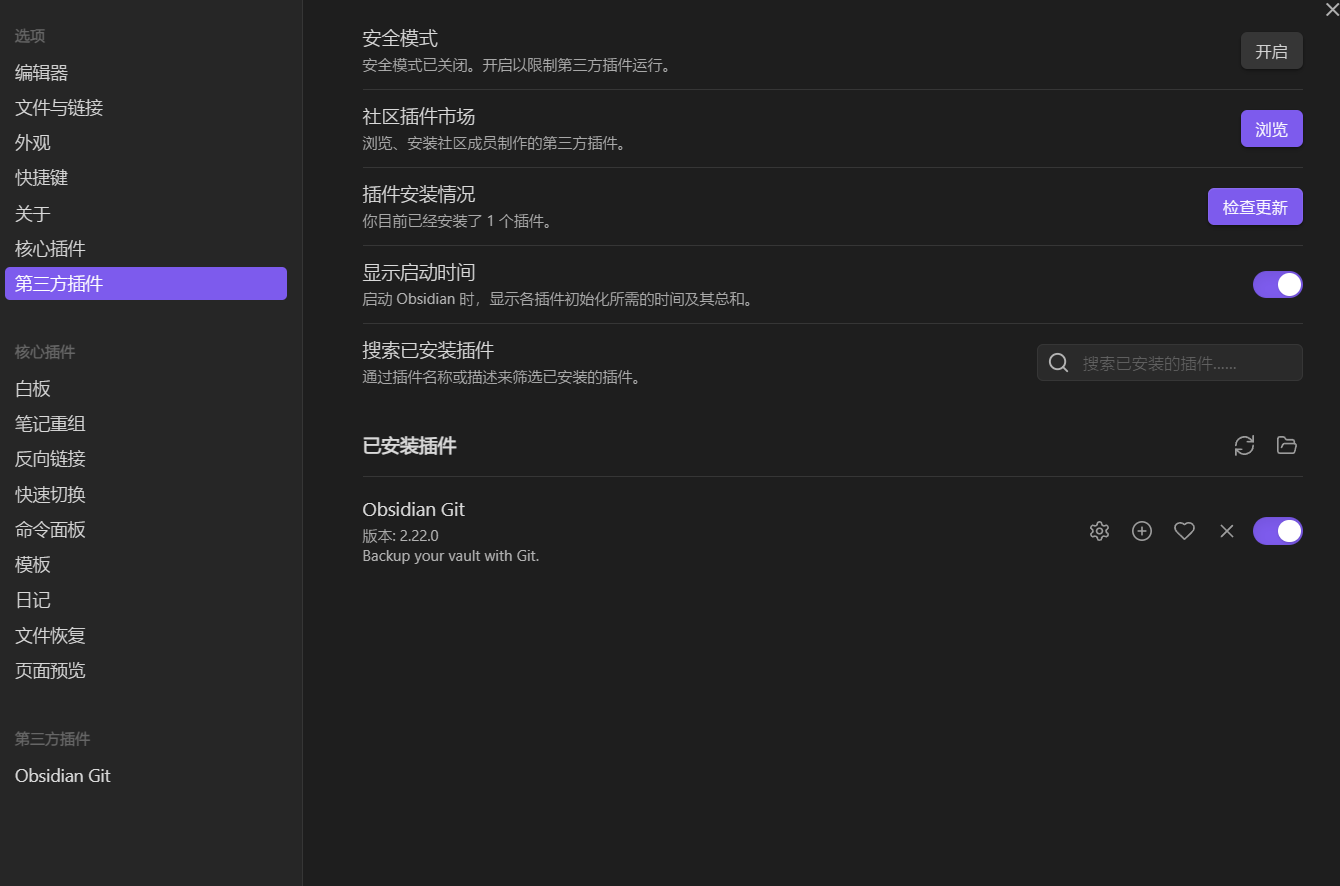 选项
编辑器
文件与链接
外观
快捷键
关于
核心插件
第三方插件
核心插件
白板
笔记重组
反向链接
快速切换
命令面板
模板
日记
文件恢复
页面预览
第三方插件
Obsidian Git
安全模式
安全模式已关闭。开启以限制第三方插件运行。
开启
社区插件市场
浏览、安装社区成员制作的第三方插件。
浏览
插件安装情况
你目前已经安装了 1 个插件。
检查更新
显示启动时间
启动 Obsidian 时，显示各插件初始化所需的时间及其总和。
搜索已安装插件
通过插件名称或描述来筛选已安装的插件。
搜索已安装的插件……
已安装插件
Obsidian Git
版本: 2.22.0
Backup your vault with Git.